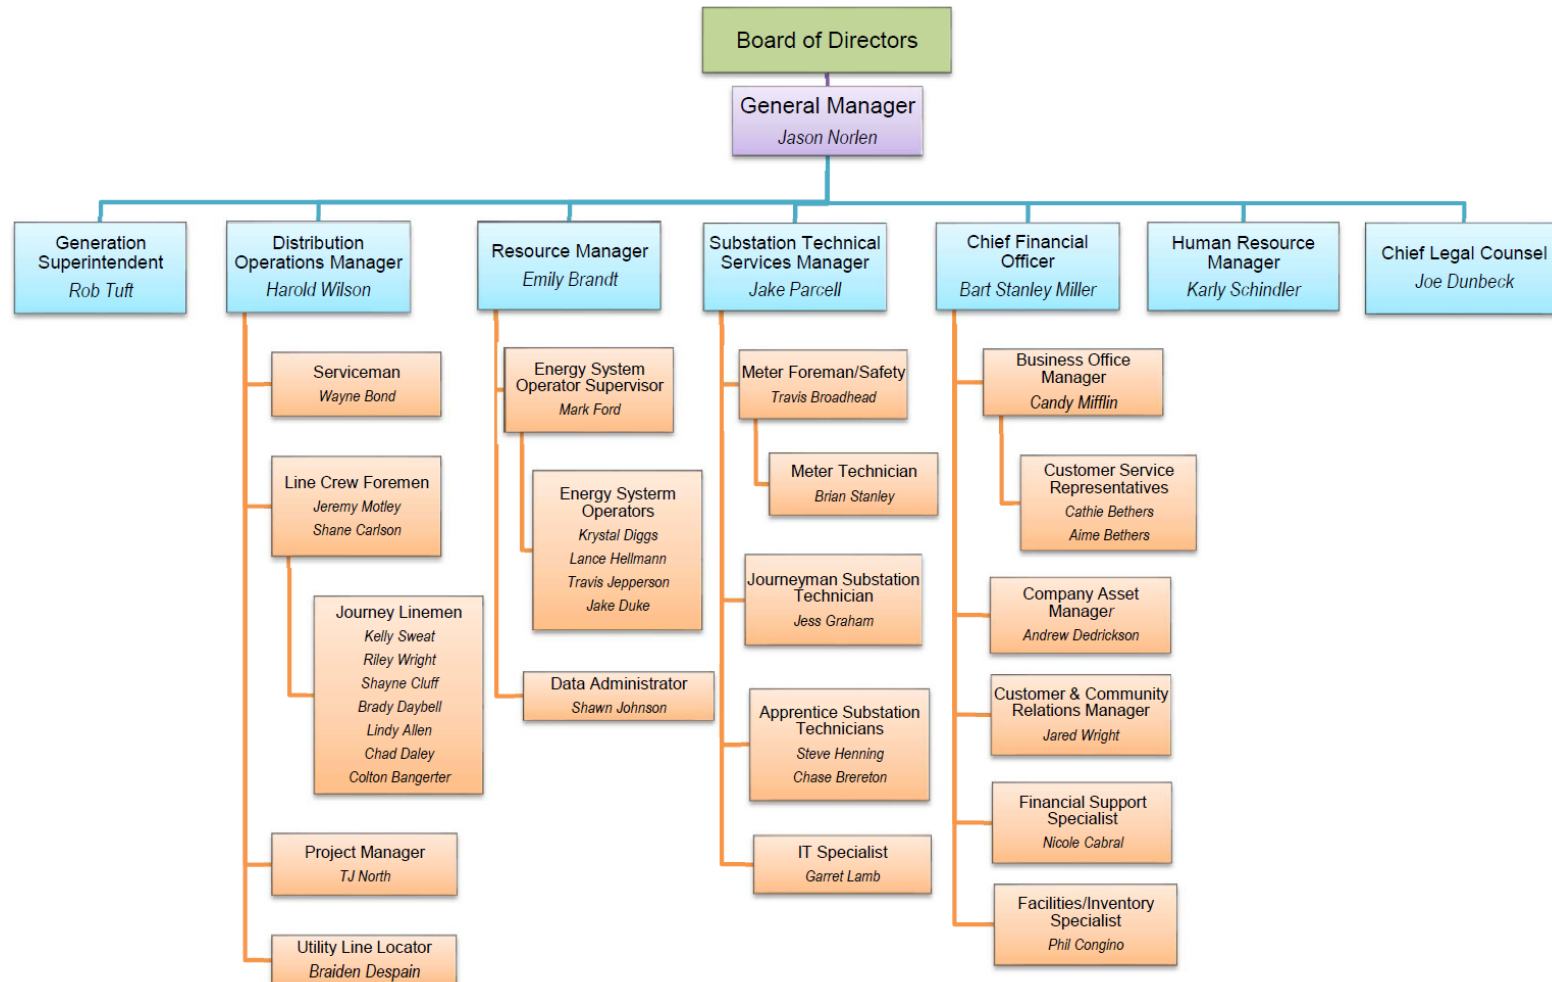 Board of Directors
General Manager
Jason Norlen
Generation
Superintendent
Rob Tuft
Distribution
Operations Manager
Harold Wilson
Resource Manager
Emily Brandt
Substation Technical
Services Manager
Jake Parcell
Chief Financial
Officer
Bart Stanley Miller
Human Resource
Manager
Karly Schindler
Chief Legal Counsel
Joe Dunbeck
Serviceman
Wayne Bond
Line Crew Foremen
Jeremy Motley
Shane Carlson
Journey Linemen
Kelly Sweat
Riley Wright
Shayne Cluff
Brady Daybell
Lindy Allen
Chad Daley
Colton Bangerter
Project Manager
TJ North
Utility Line Locator
Braiden Despain
Energy System
Operator Supervisor
Mark Ford
Energy Systerm
Operators
Krystal Diggs
Lance Hellmann
Travis Jepperson
Jake Duke
Data Administrator
Shawn Johnson
Meter Foreman/Safety
Travis Broadhead
Meter Technician
Brian Stanley
Journeyman Substation
Technician
Jess Graham
Apprentice Substation
Technicians
Steve Henning
Chase Brereton
IT Specialist
Garret Lamb
Business Office
Manager
Candy Mifflin
Customer Service
Representatives
Cathie Bethers
Aime Bethers
Company Asset
Manager
Andrew Dedrickson
Customer & Community
Relations Manager
Jared Wright
Financial Support
Specialist
Nicole Cabral
Facilities/Inventory
Specialist
Phil Congino